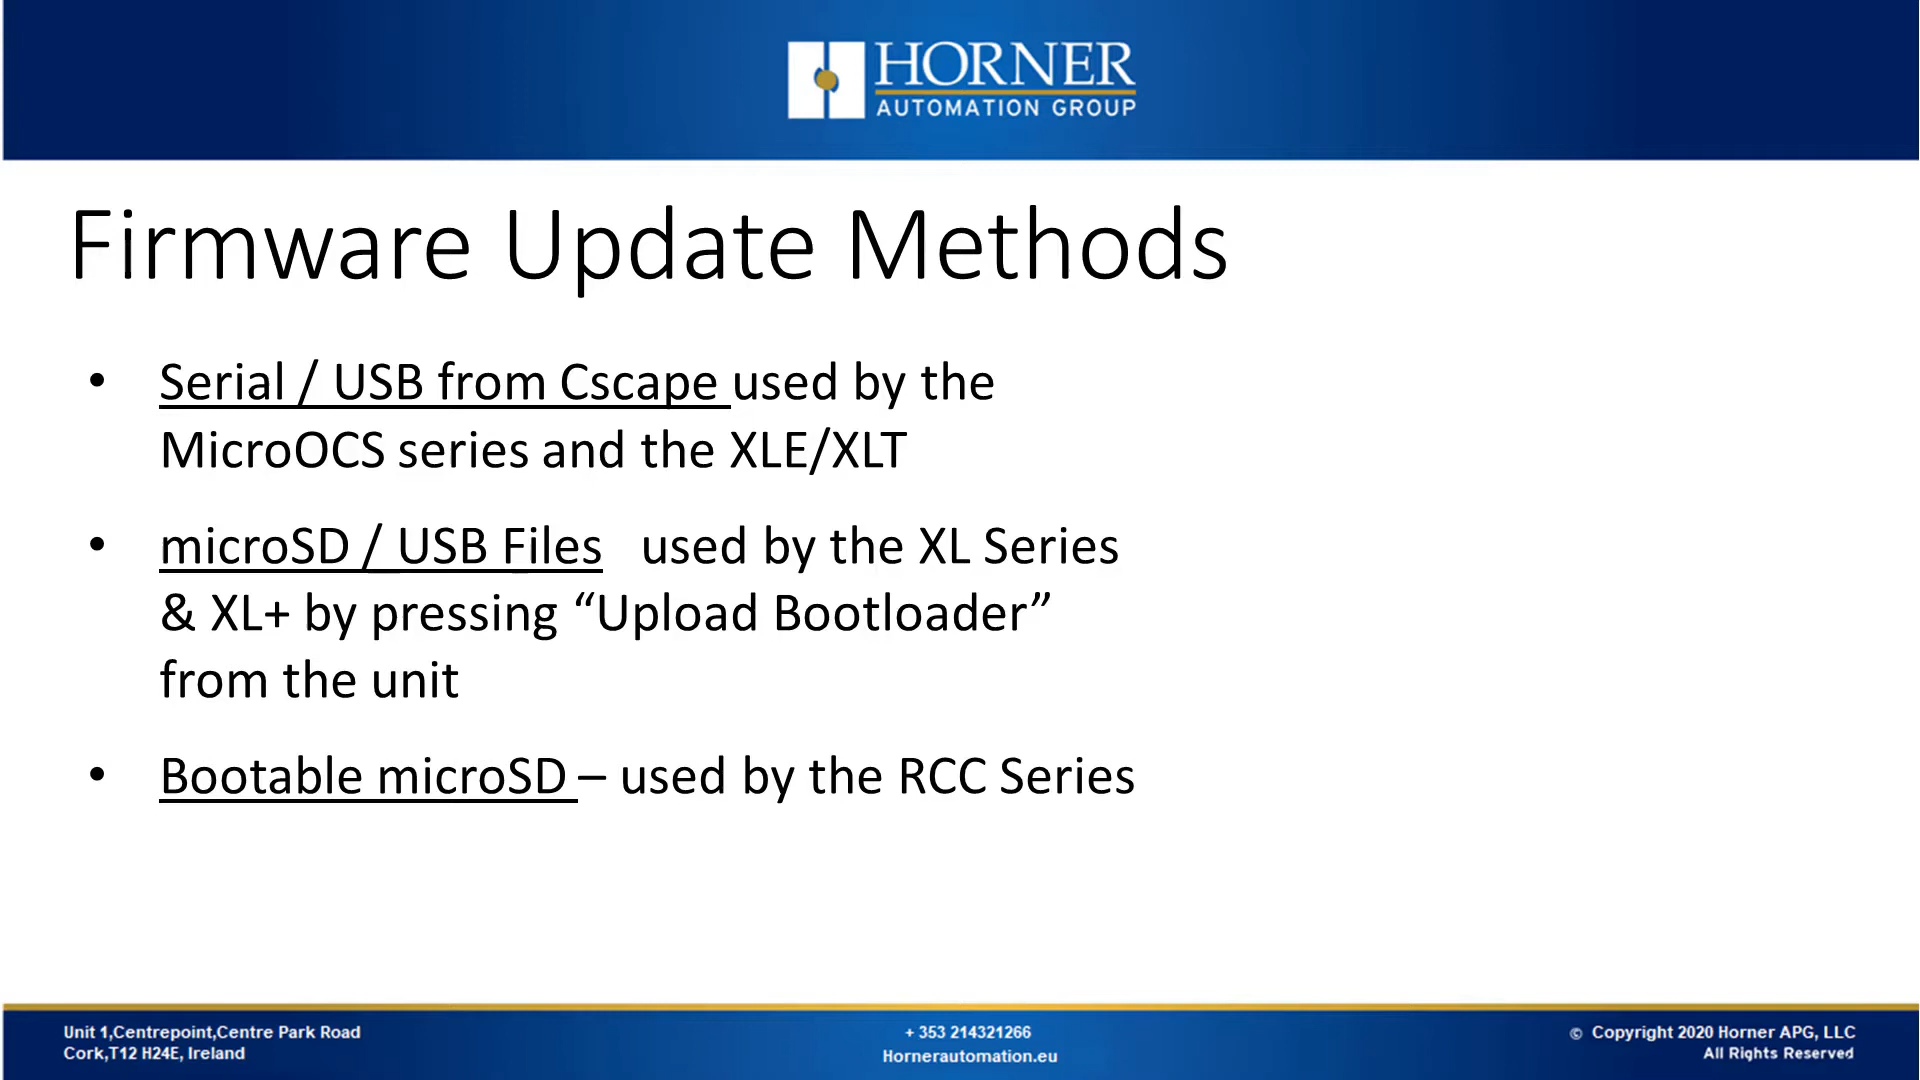 HORNER
AUTOMATION GROUP
Firmware Update Methods
• Serial / USB from Cscape used by the
MicroOCS series and the XLE/XLT
• microSD / USB Files used by the XL Series
& XL+ by pressing “Upload Bootloader”
from the unit
• Bootable microSD – used by the RCC Series
Unit 1,Centrepoint,Centre Park Road
Cork,T12 H24E, Ireland
+ 353 214321266
Hornerautomation.eu
© Copyright 2020 Horner APG, LLC
All Rights Reserved